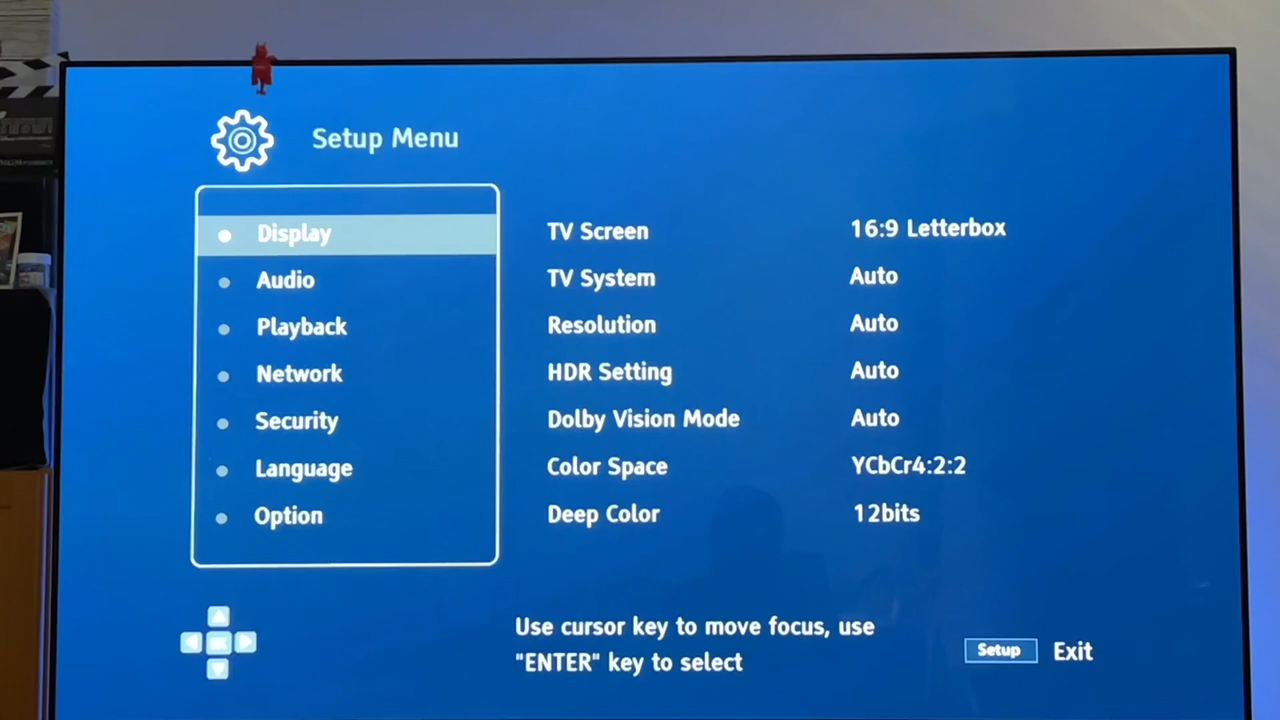 Setup Menu
Display
Audio
Playback
Network
Security
Language
Option
TV Screen 16:9 Letterbox
TV System Auto
Resolution Auto
HDR Setting Auto
Dolby Vision Mode Auto
Color Space YCbCr4:2:2
Deep Color 12bits
Use cursor key to move focus, use
"ENTER" key to select
Setup Exit